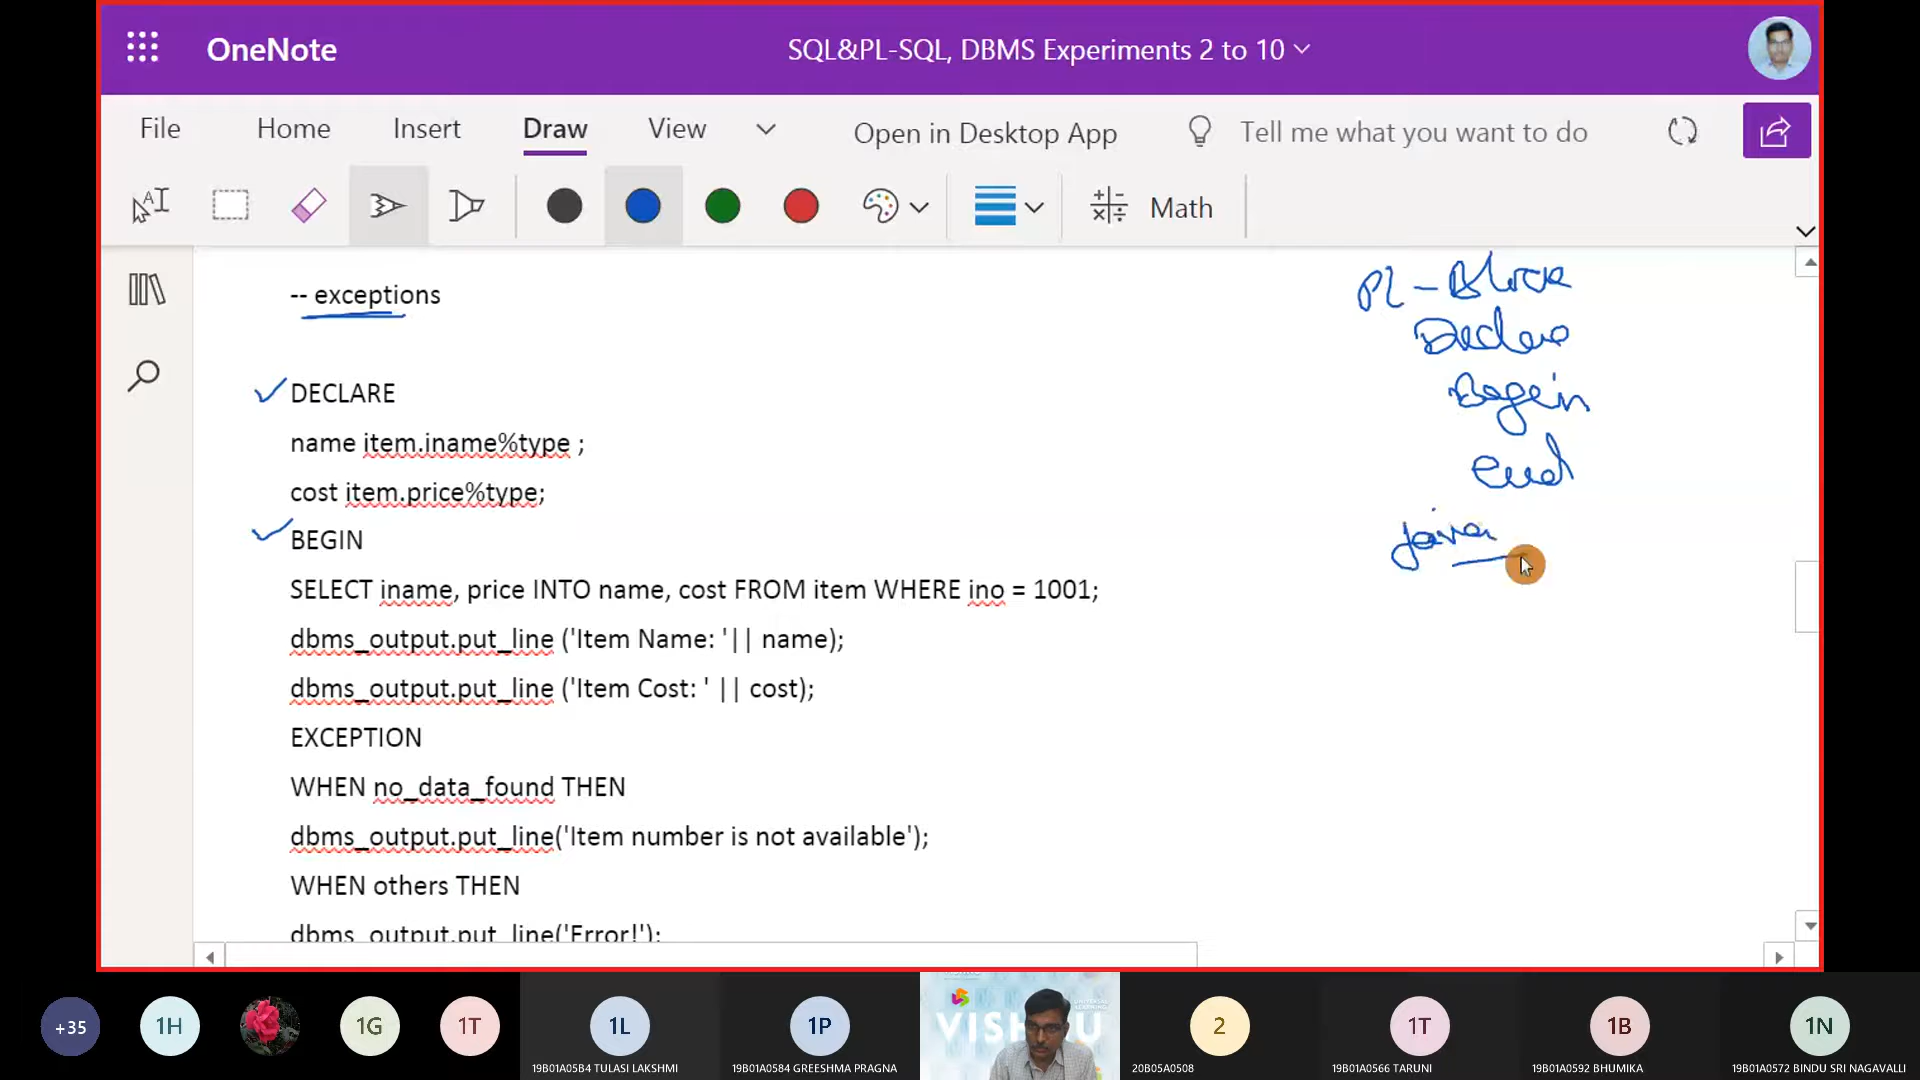 OneNote
SQL&PL-SQL, DBMS Experiments 2 to 10
File Home Insert Draw View Open in Desktop App Tell me what you want to do
Math
-- exceptions
DECLARE
name item.iname%type ;
cost item.price%type;
BEGIN
SELECT iname, price INTO name, cost FROM item WHERE ino = 1001;
dbms_output.put_line ('Item Name: '|| name);
dbms_output.put_line ('Item Cost: ' || cost);
EXCEPTION
WHEN no_data_found THEN
dbms_output.put_line('Item number is not available');
WHEN others THEN
dbms_output.put_line('Error!');
Pl - Block
Declare
Begein
end
java
+35 1H 1G 1T 1L 1P 2 1T 1B 1N
19B01A05B4 TULASI LAKSHMI
19B01A0584 GREESHMA PRAGNA
20B05A0508
19B01A0566 TARUNI
19B01A0592 BHUMIKA
19B01A0572 BINDU SRI NAGAVALLI